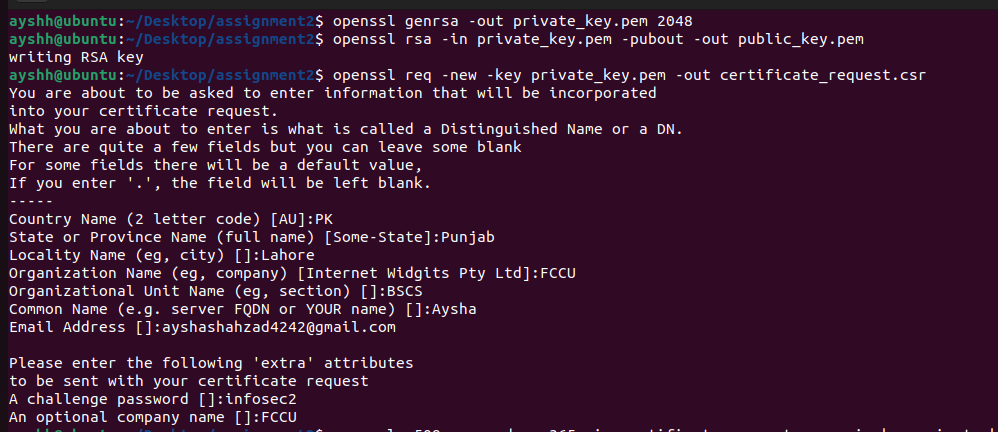 ayshh@ubuntu:~/Desktop/assignment2$ openssl genrsa -out private_key.pem 2048
ayshh@ubuntu:~/Desktop/assignment2$ openssl rsa -in private_key.pem -pubout -out public_key.pem
writing RSA key
ayshh@ubuntu:~/Desktop/assignment2$ openssl req -new -key private_key.pem -out certificate_request.csr
You are about to be asked to enter information that will be incorporated
into your certificate request.
What you are about to enter is what is called a Distinguished Name or a DN.
There are quite a few fields but you can leave some blank
For some fields there will be a default value,
If you enter '.', the field will be left blank.
-----
Country Name (2 letter code) [AU]:PK
State or Province Name (full name) [Some-State]:Punjab
Locality Name (eg, city) []:Lahore
Organization Name (eg, company) [Internet Widgits Pty Ltd]:FCCU
Organizational Unit Name (eg, section) []:BSCS
Common Name (e.g. server FQDN or YOUR name) []:Aysha
Email Address []:ayshashahzad4242@gmail.com

Please enter the following 'extra' attributes
to be sent with your certificate request
A challenge password []:infosec2
An optional company name []:FCCU